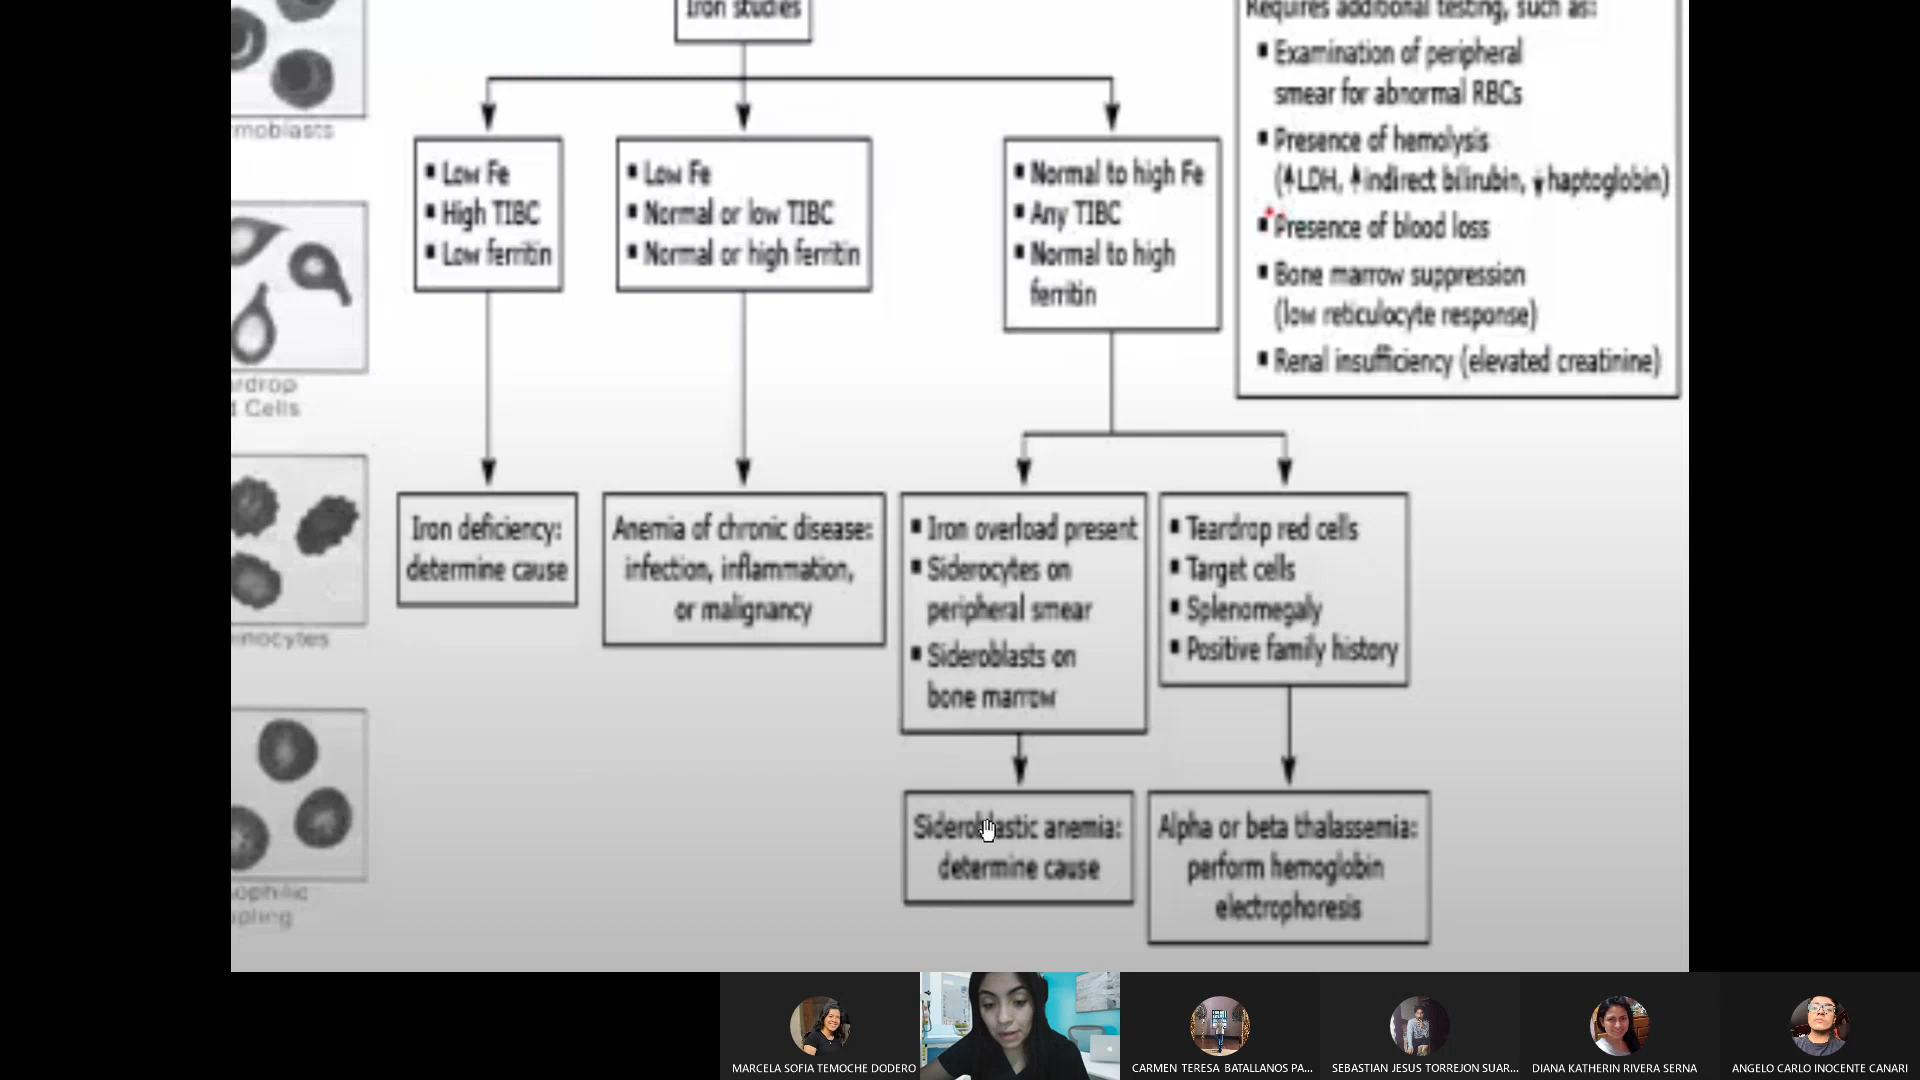 Iron studies
Requires additional testing, such as:
▪ Examination of peripheral
smear for abnormal RBCs
▪ Presence of hemolysis
(↑LDH, ↑indirect bilirubin, ↓haptoglobin)
▪ Presence of blood loss
▪ Bone marrow suppression
(low reticulocyte response)
▪ Renal insufficiency (elevated creatinine)
▪ Low Fe
▪ High TIBC
▪ Low ferritin
▪ Low Fe
▪ Normal or low TIBC
▪ Normal or high ferritin
▪ Normal to high Fe
▪ Any TIBC
▪ Normal to high
ferritin
Iron deficiency:
determine cause
Anemia of chronic disease:
infection, inflammation,
or malignancy
▪ Iron overload present
▪ Siderocytes on
peripheral smear
▪ Sideroblasts on
bone marrow
▪ Teardrop red cells
▪ Target cells
▪ Splenomegaly
▪ Positive family history
Sideroblastic anemia:
determine cause
Alpha or beta thalassemia:
perform hemoglobin
electrophoresis
rmoblasts
rdrop
Cells
inocytes
ophilic
pling
MARCELA SOFIA TEMOCHE DODERO
CARMEN TERESA BATALLANOS PA...
SEBASTIAN JESUS TORREJON SUAR...
DIANA KATHERIN RIVERA SERNA
ANGELO CARLO INOCENTE CANARI